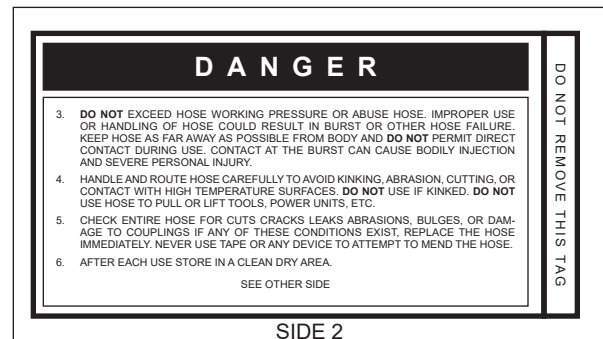 DANGER
3. DO NOT EXCEED HOSE WORKING PRESSURE OR ABUSE HOSE. IMPROPER USE
OR HANDLING OF HOSE COULD RESULT IN BURST OR OTHER HOSE FAILURE.
KEEP HOSE AS FAR AWAY AS POSSIBLE FROM BODY AND DO NOT PERMIT DIRECT
CONTACT DURING USE. CONTACT AT THE BURST CAN CAUSE BODILY INJECTION
AND SEVERE PERSONAL INJURY.
4. HANDLE AND ROUTE HOSE CAREFULLY TO AVOID KINKING, ABRASION, CUTTING, OR
CONTACT WITH HIGH TEMPERATURE SURFACES. DO NOT USE IF KINKED. DO NOT
USE HOSE TO PULL OR LIFT TOOLS, POWER UNITS, ETC.
5. CHECK ENTIRE HOSE FOR CUTS CRACKS LEAKS ABRASIONS, BULGES, OR DAM-
AGE TO COUPLINGS IF ANY OF THESE CONDITIONS EXIST, REPLACE THE HOSE
IMMEDIATELY. NEVER USE TAPE OR ANY DEVICE TO ATTEMPT TO MEND THE HOSE.
6. AFTER EACH USE STORE IN A CLEAN DRY AREA.
SEE OTHER SIDE
DO NOT REMOVE THIS TAG
SIDE 2